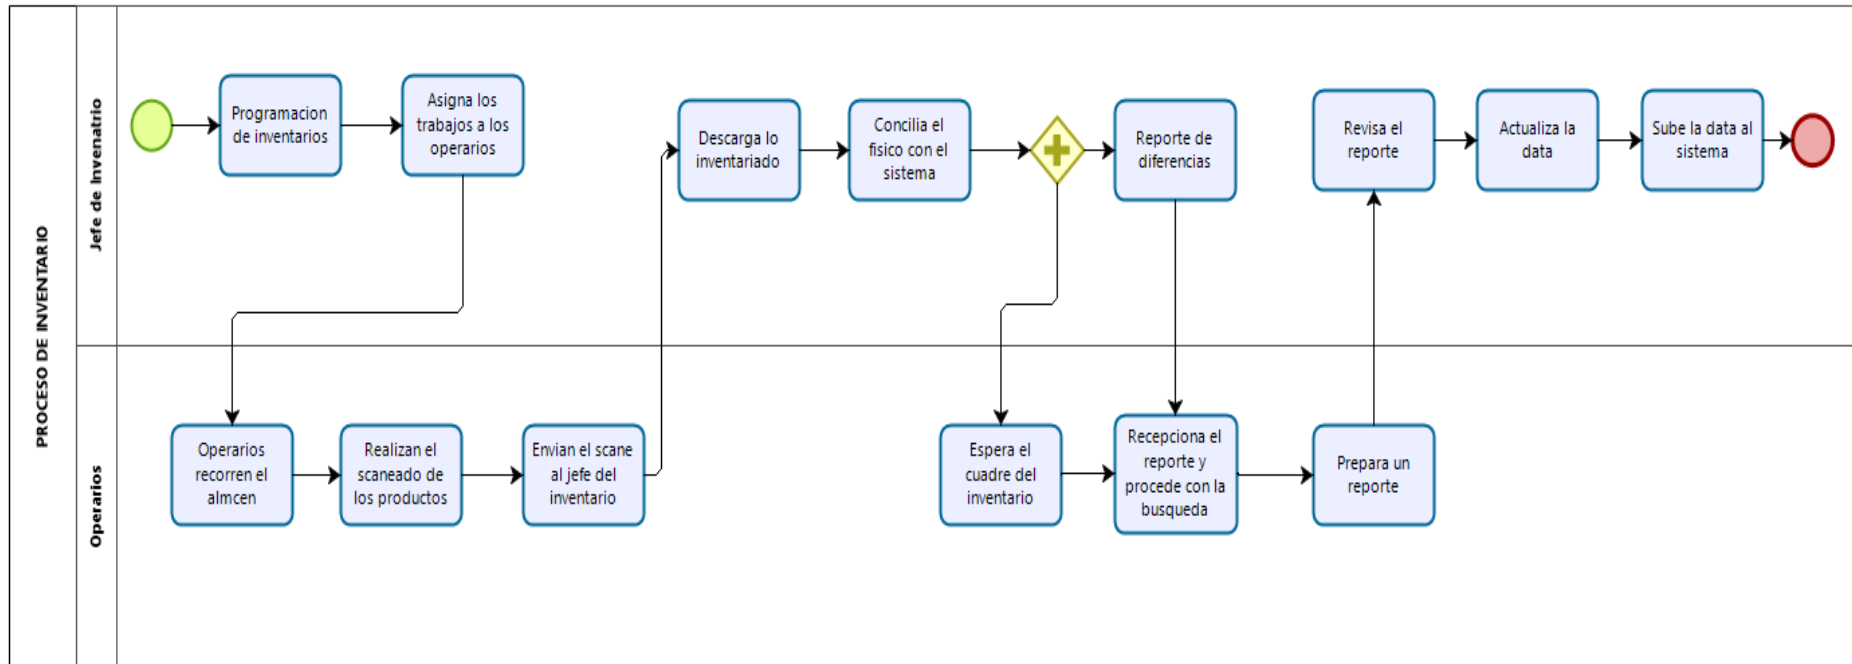 PROCESO DE INVENTARIO
Jefe de Invenatrio
Programacion
de inventarios
Asigna los
trabajos a los
operarios
Descarga lo
inventariado
Concilia el
fisico con el
sistema
Reporte de
diferencias
Revisa el
reporte
Actualiza la
data
Sube la data al
sistema
Operarios
Operarios
recorren el
almcen
Realizan el
scaneado de
los productos
Envian el scane
al jefe del
inventario
Espera el
cuadre del
inventario
Recepciona el
reporte y
procede con la
busqueda
Prepara un
reporte